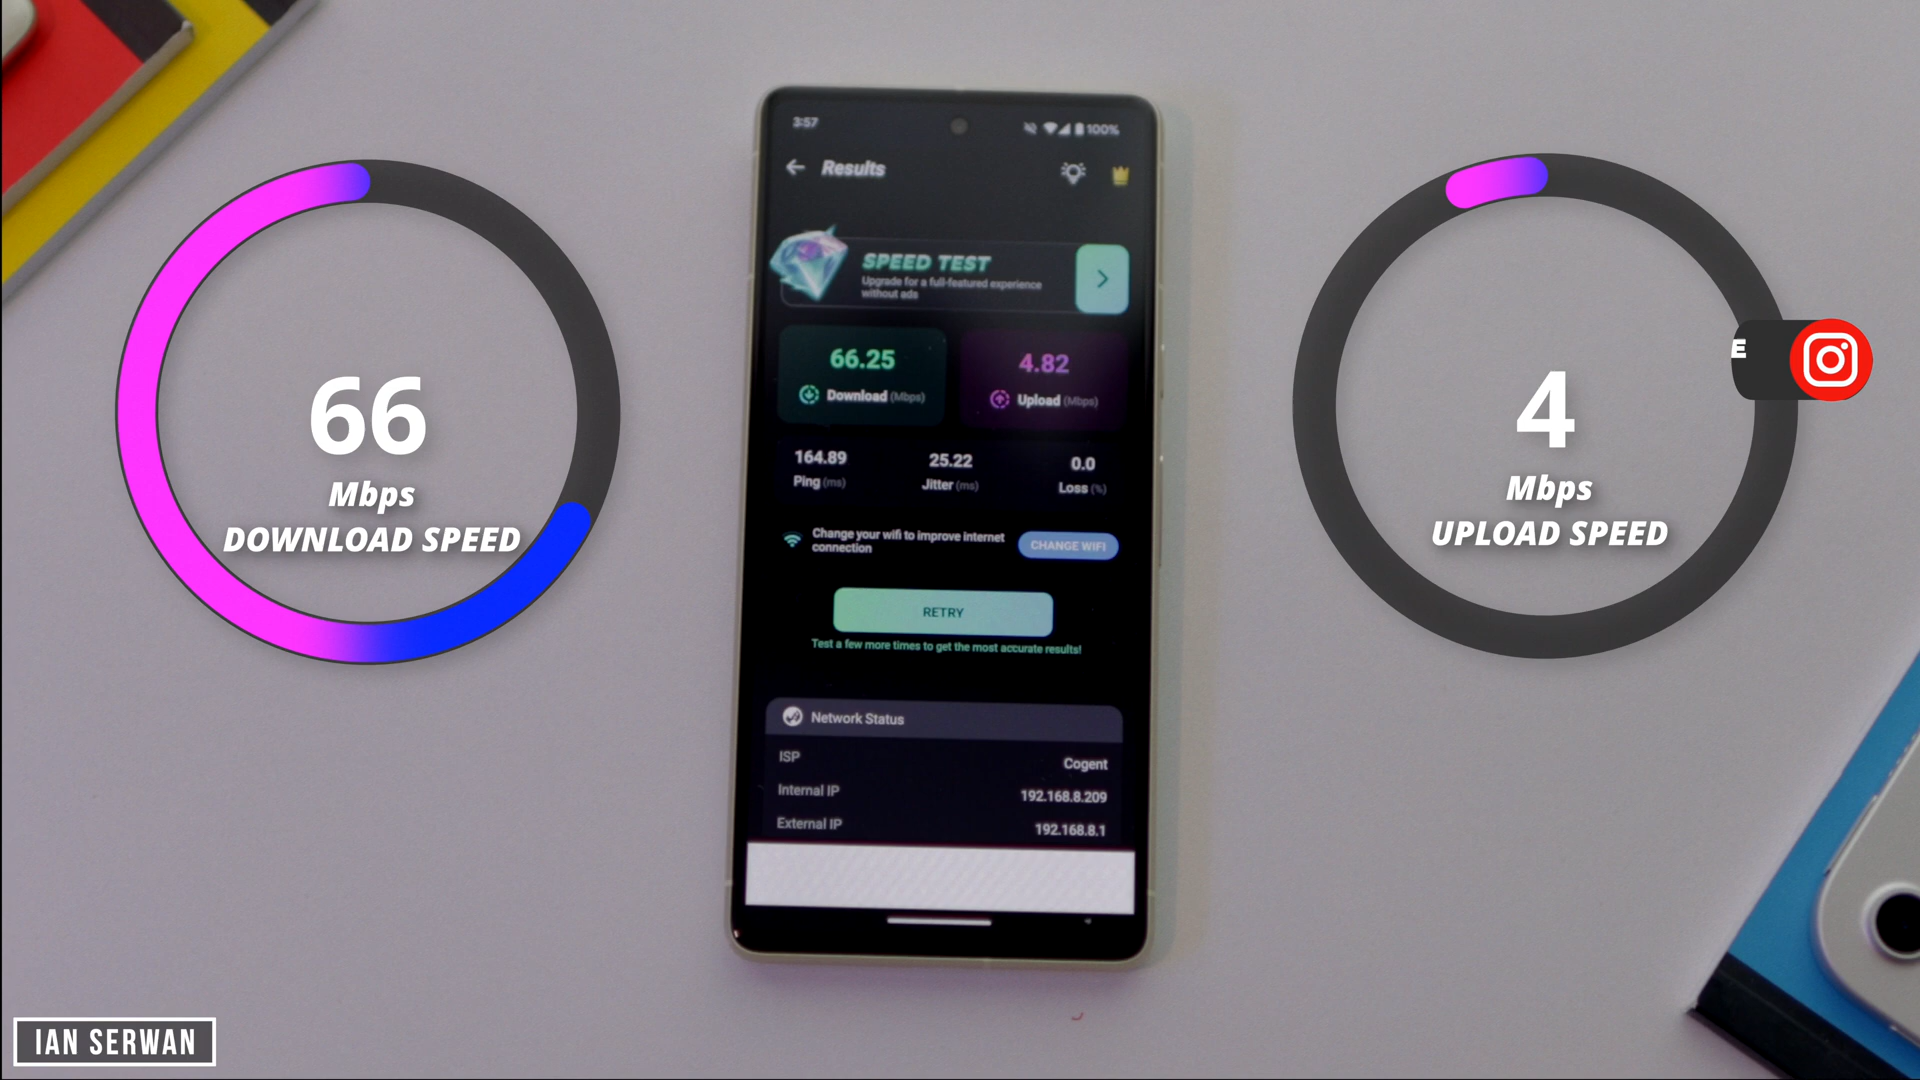 3:57
100%
Results
SPEED TEST
Upgrade for a full-featured experience
without ads
66.25
Download (Mbps)
4.82
Upload (Mbps)
164.89
Ping (ms)
25.22
Jitter (ms)
0.0
Loss (%)
Change your wifi to improve internet
connection
CHANGE WIFI
RETRY
Test a few more times to get the most accurate results!
Network Status
ISP
Cogent
Internal IP
192.168.8.209
External IP
192.168.8.1
66
Mbps
DOWNLOAD SPEED
4
Mbps
UPLOAD SPEED
E
IAN SERWAN